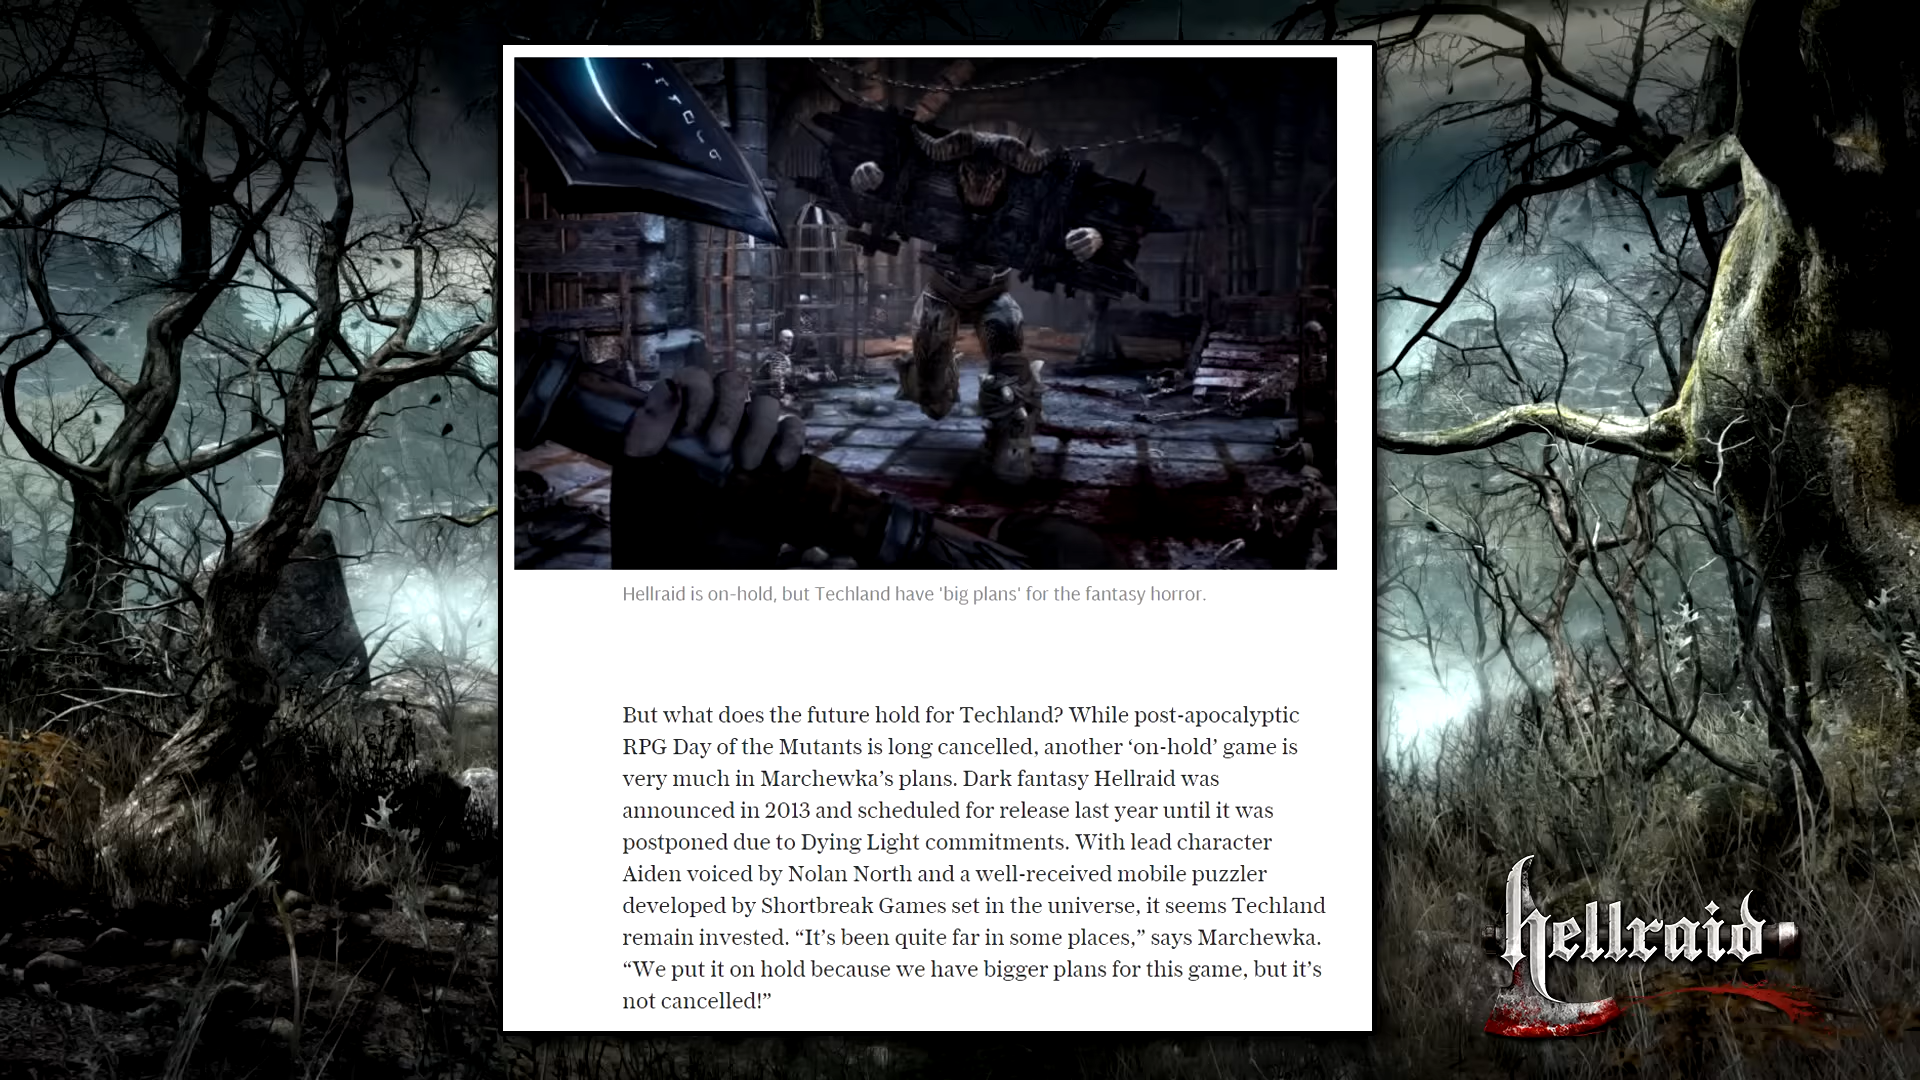 Hellraid is on-hold, but Techland have 'big plans' for the fantasy horror.
But what does the future hold for Techland? While post-apocalyptic
RPG Day of the Mutants is long cancelled, another ‘on-hold’ game is
very much in Marchewka’s plans. Dark fantasy Hellraid was
announced in 2013 and scheduled for release last year until it was
postponed due to Dying Light commitments. With lead character
Aiden voiced by Nolan North and a well-received mobile puzzler
developed by Shortbreak Games set in the universe, it seems Techland
remain invested. “It’s been quite far in some places,” says Marchewka.
“We put it on hold because we have bigger plans for this game, but it’s
not cancelled!”
hellraid